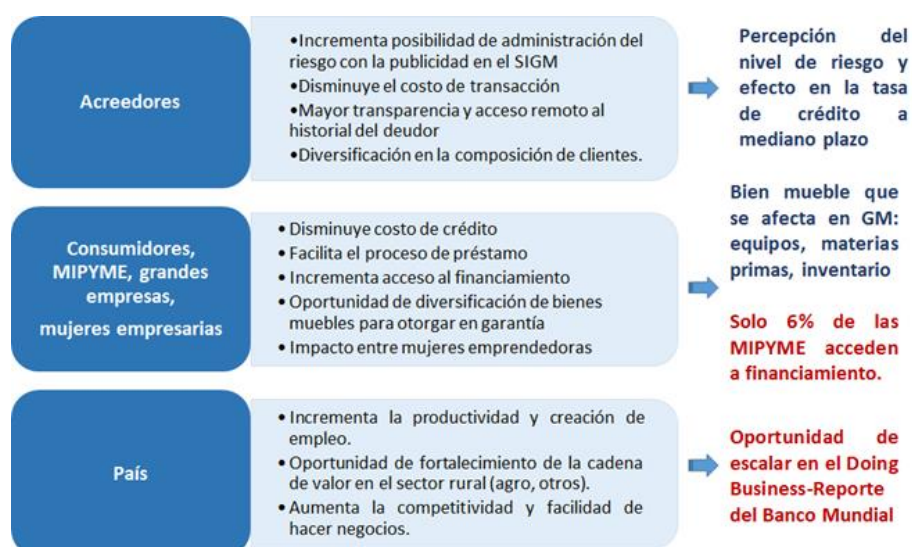 Acreedores
•Incrementa posibilidad de administración del
riesgo con la publicidad en el SIGM
•Disminuye el costo de transacción
•Mayor transparencia y acceso remoto al
historial del deudor
•Diversificación en la composición de clientes.
Percepción del
nivel de riesgo y
efecto en la tasa
de crédito a
mediano plazo
Consumidores,
MIPYME, grandes
empresas,
mujeres empresarias
• Disminuye costo de crédito
• Facilita el proceso de préstamo
• Incrementa acceso al financiamiento
• Oportunidad de diversificación de bienes
muebles para otorgar en garantía
• Impacto entre mujeres emprendedoras
Bien mueble que
se afecta en GM:
equipos, materias
primas, inventario
Solo 6% de las
MIPYME acceden
a financiamiento.
País
• Incrementa la productividad y creación de
empleo.
• Oportunidad de fortalecimiento de la cadena
de valor en el sector rural (agro, otros).
• Aumenta la competitividad y facilidad de
hacer negocios.
Oportunidad de
escalar en el Doing
Business-Reporte
del Banco Mundial